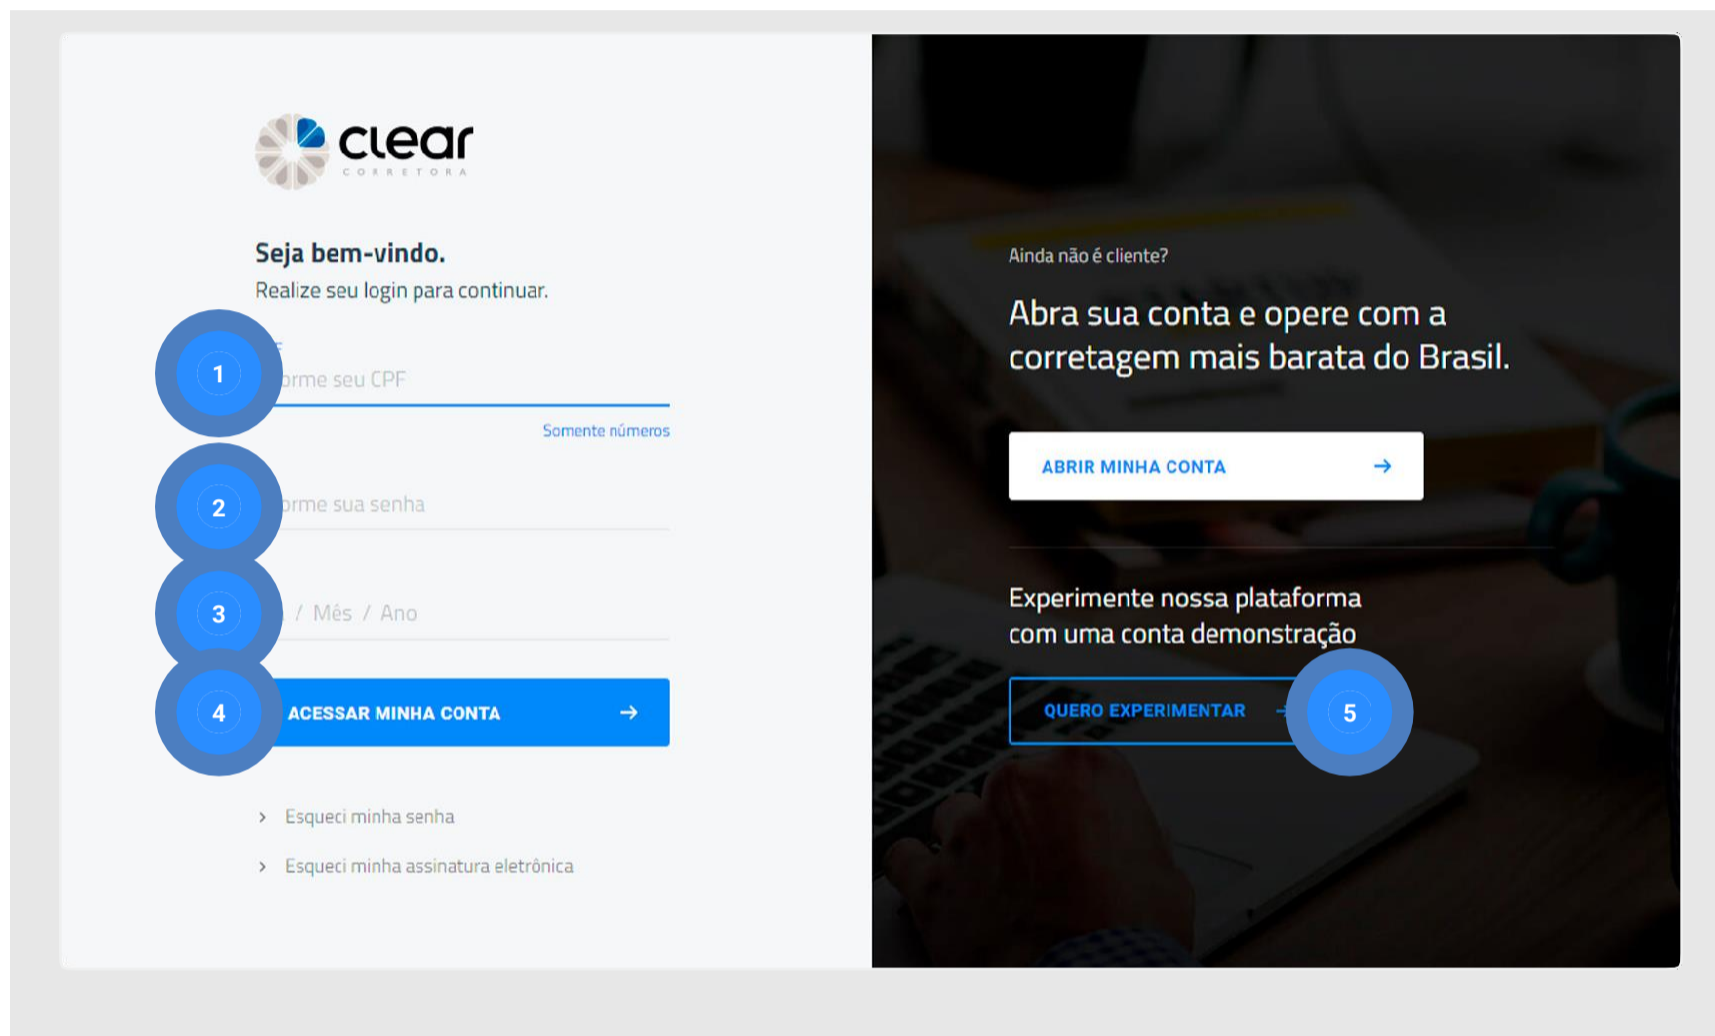 clear
CORRETORA
Seja bem-vindo.
Realize seu login para continuar.
1
orme seu CPF
Somente números
2
orme sua senha
3
/ Mês / Ano
4
ACESSAR MINHA CONTA
Esqueci minha senha
Esqueci minha assinatura eletrônica
Ainda não é cliente?
Abra sua conta e opere com a
corretagem mais barata do Brasil.
ABRIR MINHA CONTA
Experimente nossa plataforma
com uma conta demonstração
QUERO EXPERIMENTAR
5